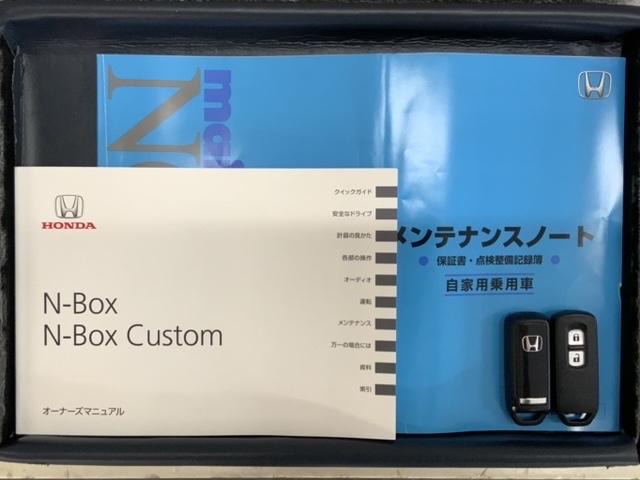 HONDA
N-Box
N-Box Custom
オーナーズマニュアル
クイックガイド
安全なドライブ
計器の見かた
各部の操作
オーディオ
運転
メンテナンス
万一の場合には
資料
索引
メンテナンスノート
保証書・点検整備記録簿
自家用乗用車